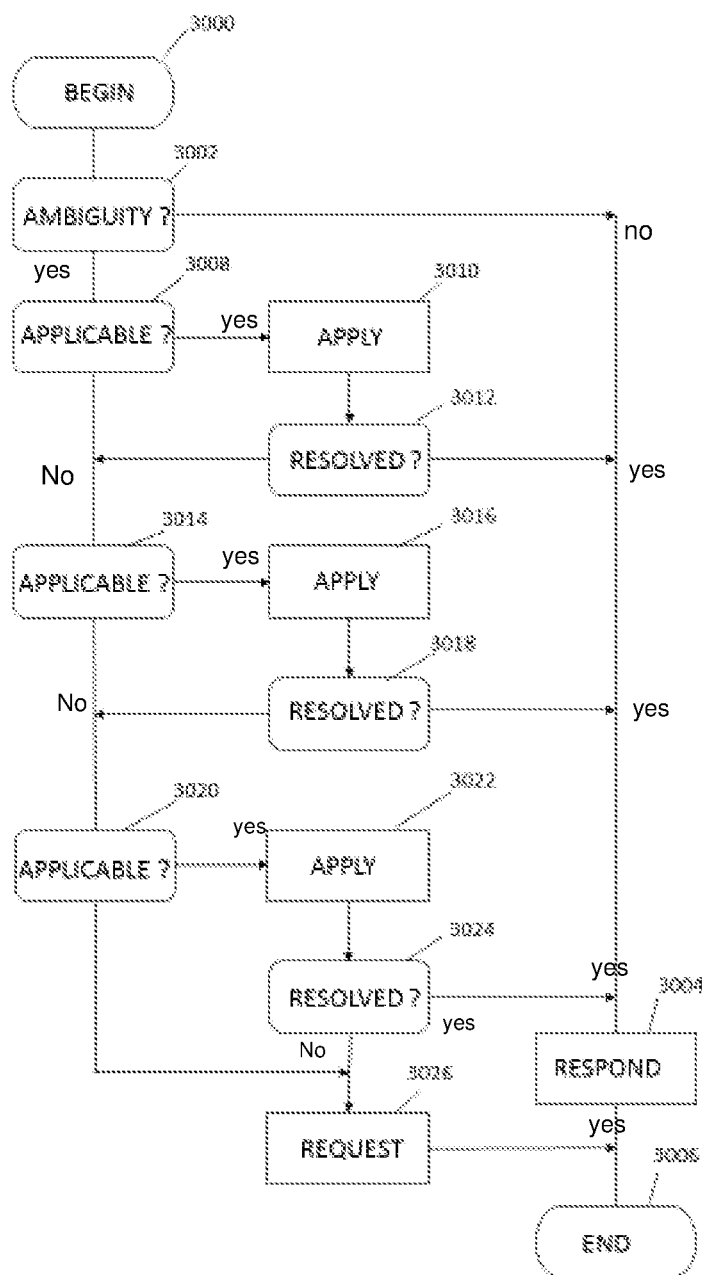 3000
BEGIN
3002
AMBIGUITY ?
no
yes
3008
3010
APPLICABLE ?
yes
APPLY
3012
RESOLVED ?
No
yes
3014
3016
APPLICABLE ?
yes
APPLY
3018
No
RESOLVED ?
yes
3020
3022
yes
APPLICABLE ?
APPLY
3024
yes
RESOLVED ?
3004
yes
No
RESPOND
3026
yes
REQUEST
3006
END